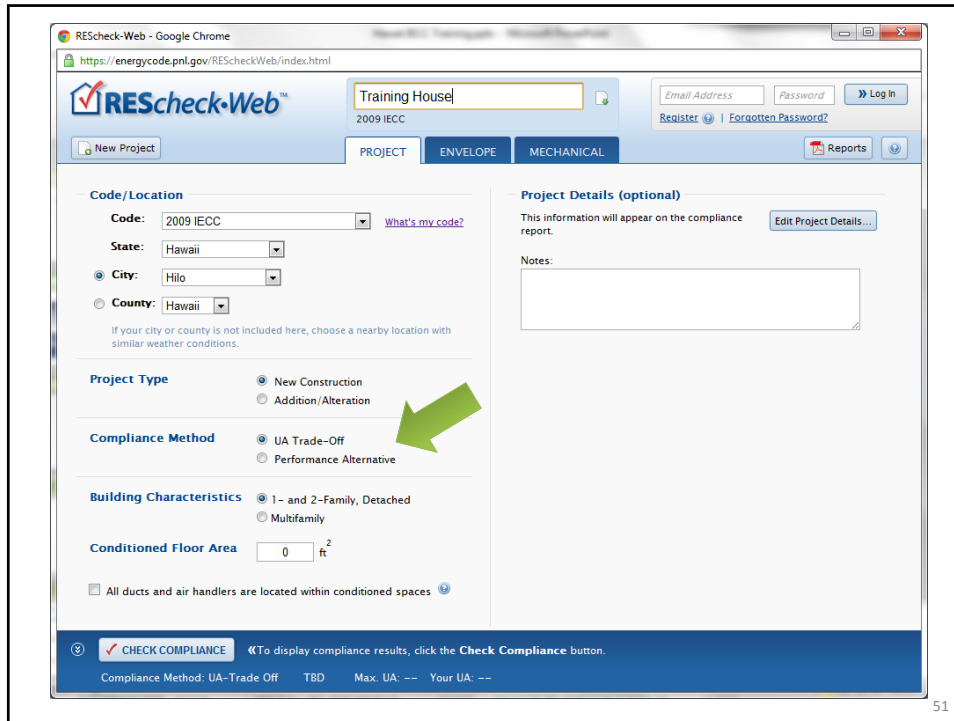 REScheck-Web - Google Chrome
https://energycode.pnl.gov/REScheckWeb/index.html
REScheck•Web™
Training House
2009 IECC
Email Address
Password
Log In
Register | Forgotten Password?
New Project
PROJECT
ENVELOPE
MECHANICAL
Reports
Code/Location
Code: 2009 IECC What's my code?
State: Hawaii
City: Hilo
County: Hawaii
If your city or county is not included here, choose a nearby location with
similar weather conditions.
Project Type
New Construction
Addition/Alteration
Compliance Method
UA Trade-Off
Performance Alternative
Building Characteristics
1- and 2-Family, Detached
Multifamily
Conditioned Floor Area 0 ft2
All ducts and air handlers are located within conditioned spaces
Project Details (optional)
This information will appear on the compliance
report.
Edit Project Details...
Notes:
CHECK COMPLIANCE «To display compliance results, click the Check Compliance button.
Compliance Method: UA-Trade Off TBD Max. UA: -- Your UA: --
51